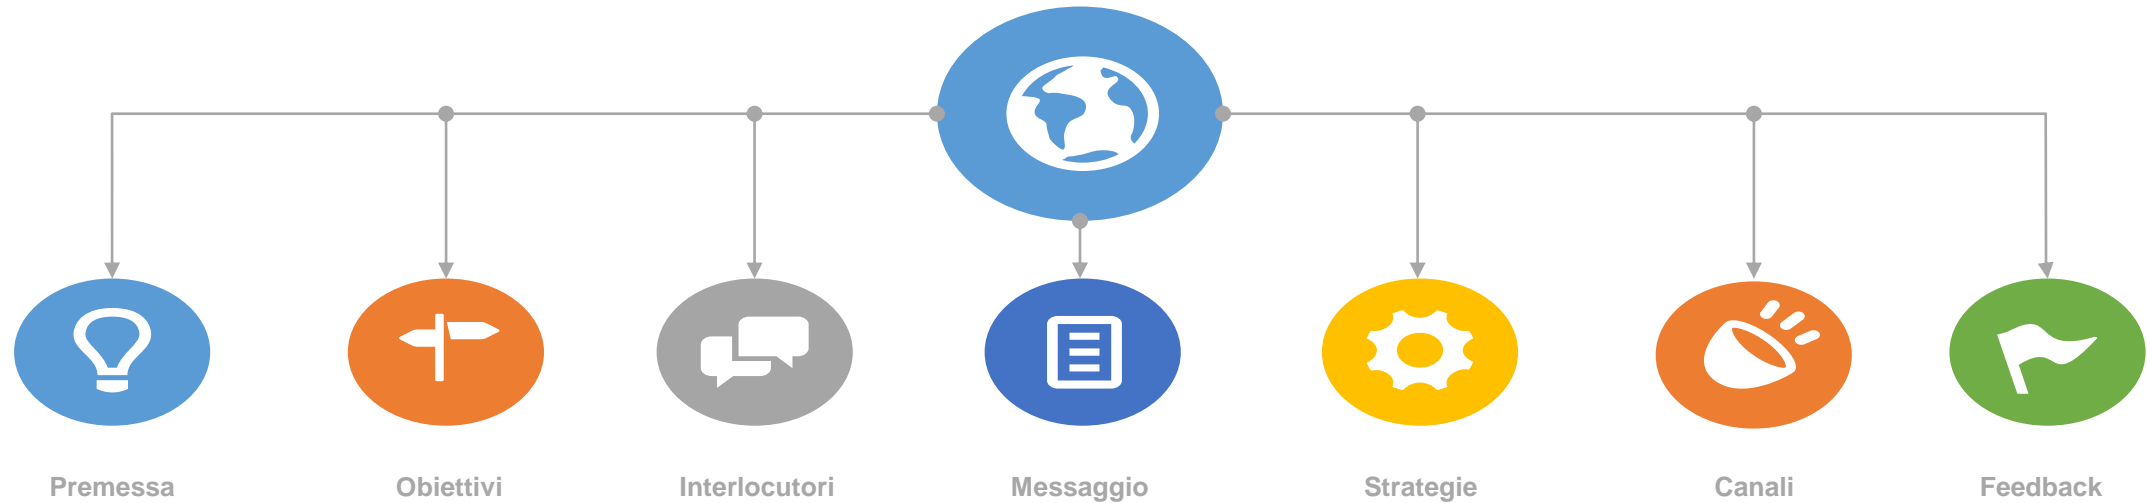 Premessa
Obiettivi
Interlocutori
Messaggio
Strategie
Canali
Feedback